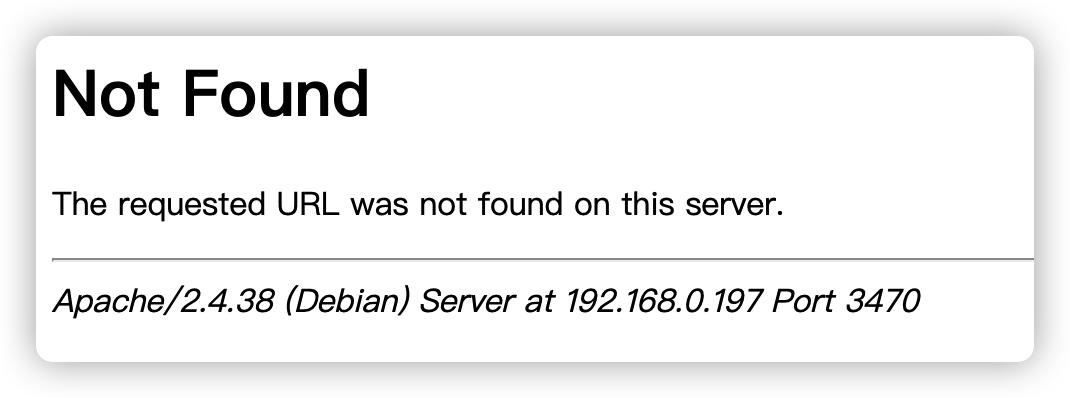 Not Found
The requested URL was not found on this server.
Apache/2.4.38 (Debian) Server at 192.168.0.197 Port 3470